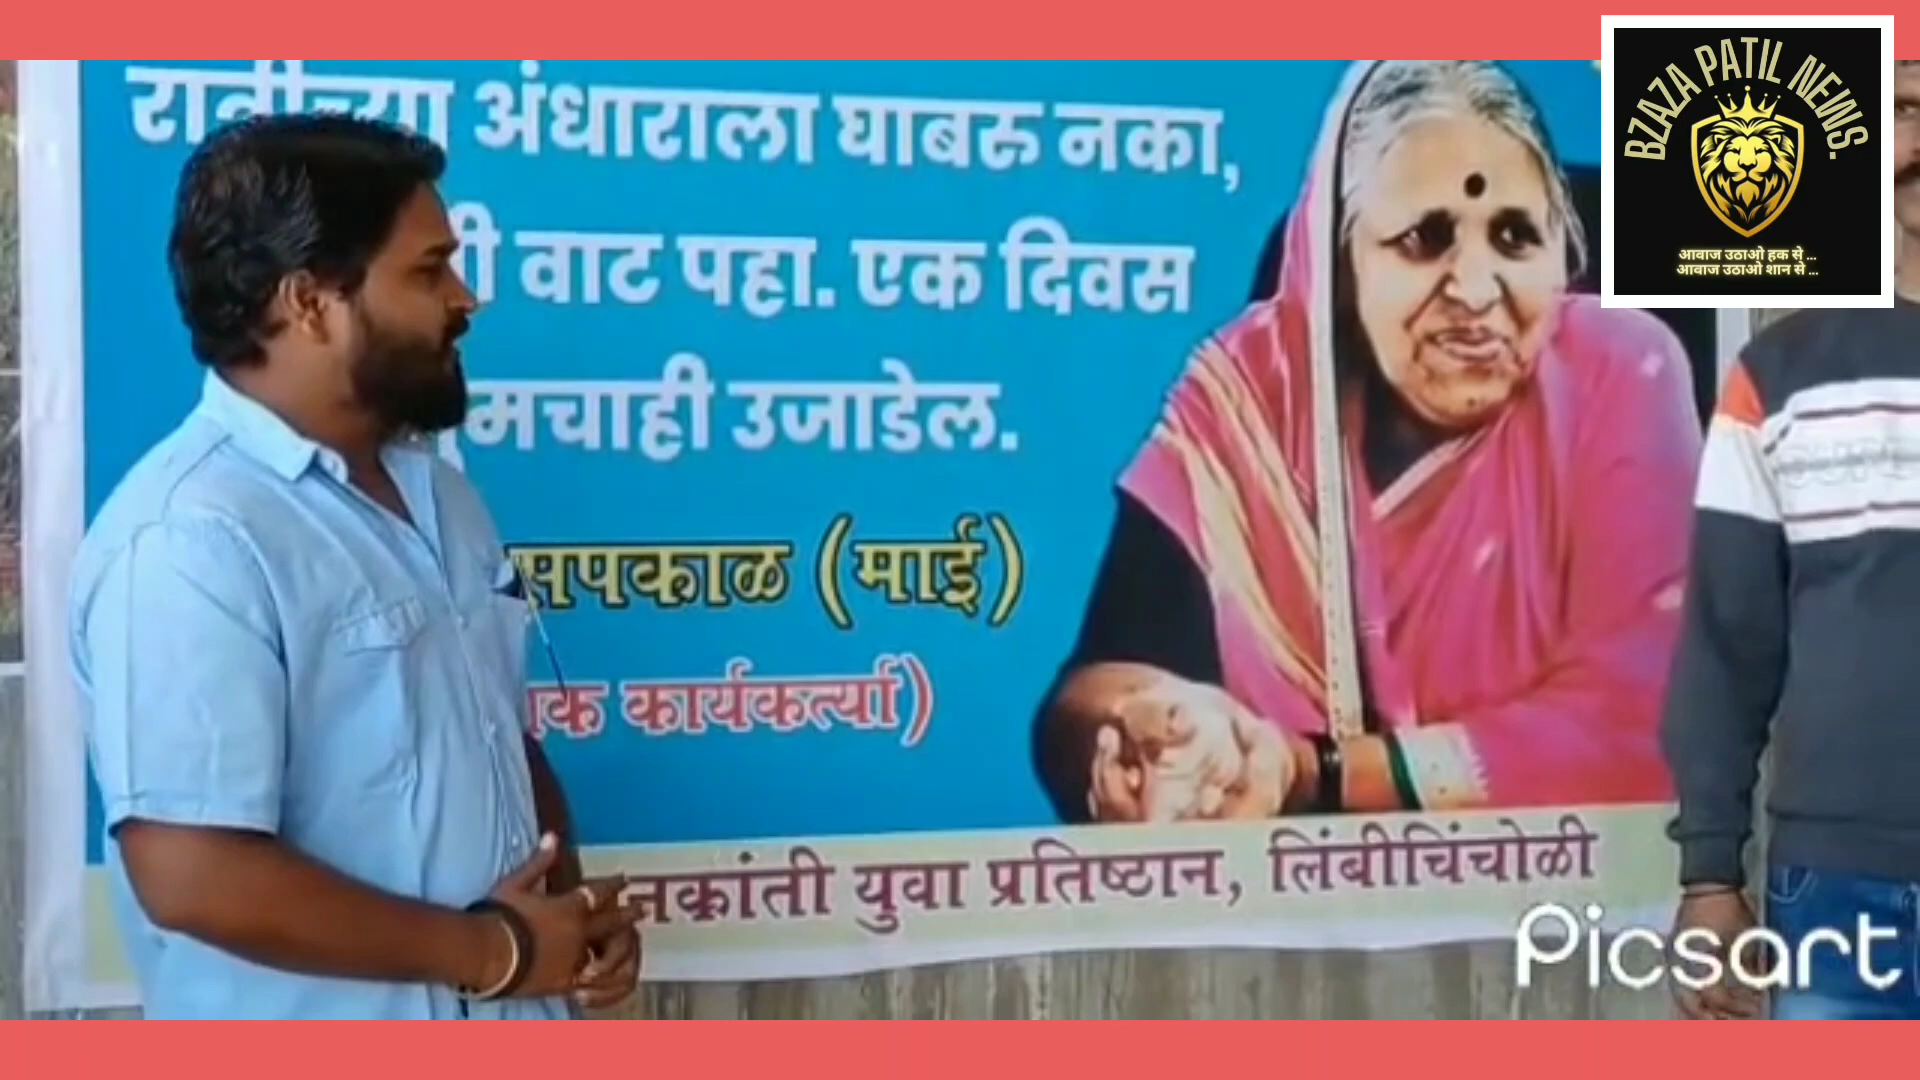 रात्रीच्या अंधाराला घाबरु नका,
वाट पहा. एक दिवस
तुमचाही उजाडेल.
सपकाळ (माई)
कार्यकर्त्या)
युवा प्रतिष्ठान, लिंबीचिंचोळी
BZAZA PATIL NEWS.
आवाज उठाओ हक से ...
आवाज उठाओ शान से ...
Picsart